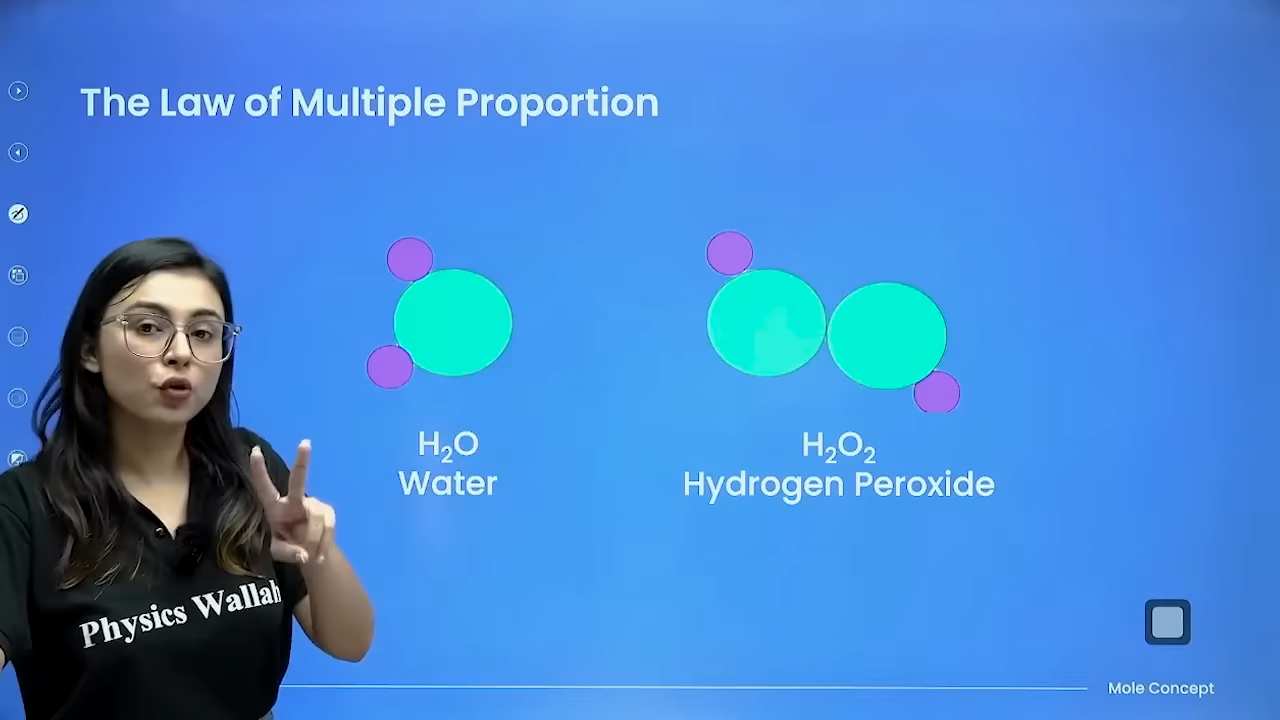 The Law of Multiple Proportion
H₂O
Water
H₂O₂
Hydrogen Peroxide
Physics Wallah
Mole Concept